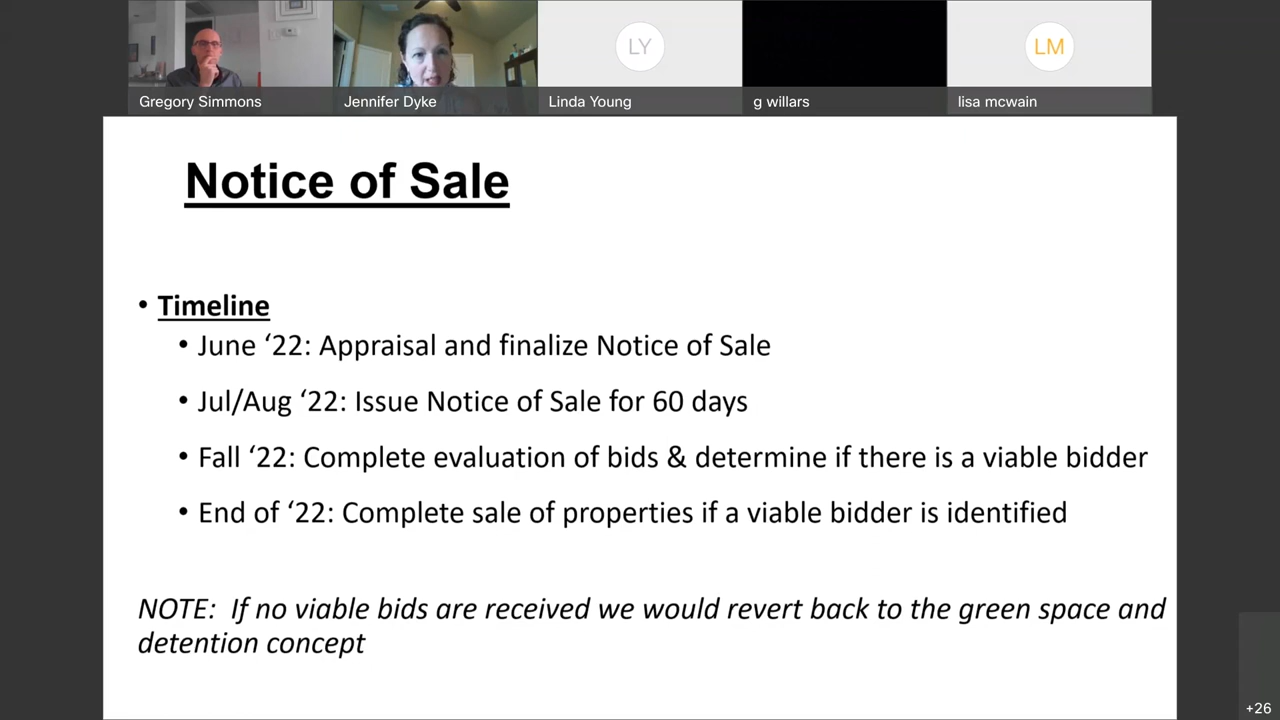 LY
LM
Gregory Simmons
Jennifer Dyke
Linda Young
g willars
lisa mcwain
Notice of Sale
• Timeline
• June ‘22: Appraisal and finalize Notice of Sale
• Jul/Aug ‘22: Issue Notice of Sale for 60 days
• Fall ‘22: Complete evaluation of bids & determine if there is a viable bidder
• End of ‘22: Complete sale of properties if a viable bidder is identified
NOTE:  If no viable bids are received we would revert back to the green space and
detention concept
+26